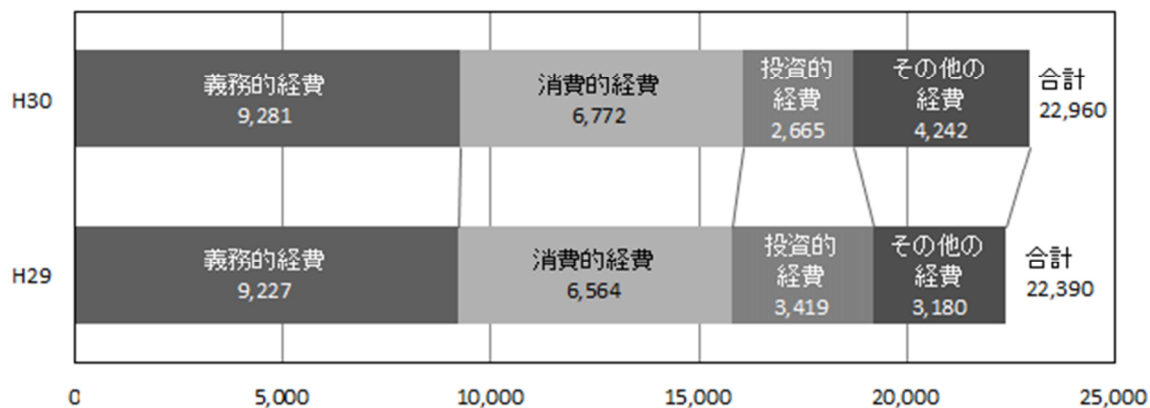 H30
義務的経費
9,281
消費的経費
6,772
投資的
経費
2,665
その他の
経費
4,242
合計
22,960
H29
義務的経費
9,227
消費的経費
6,564
投資的
経費
3,419
その他の
経費
3,180
合計
22,390
0 5,000 10,000 15,000 20,000 25,000